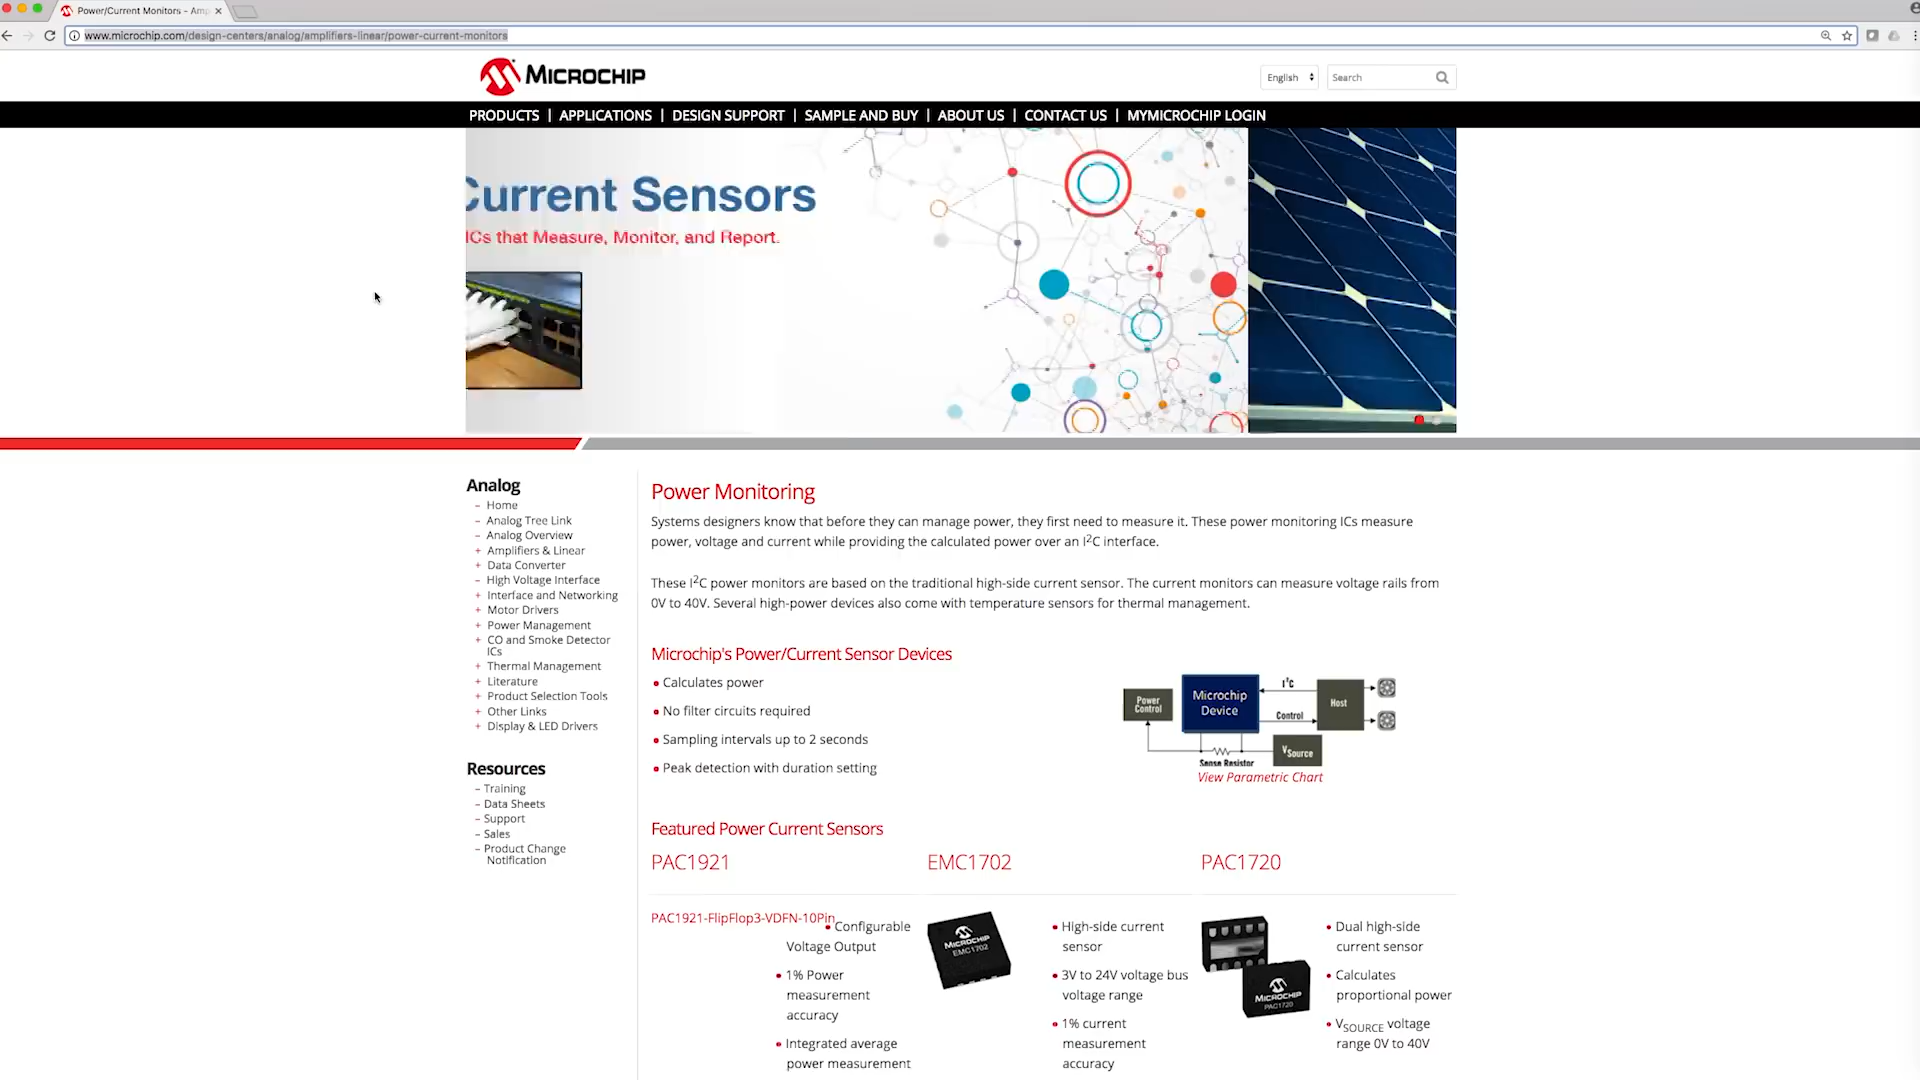 Power/Current Monitors - Amp
www.microchip.com/design-centers/analog/amplifiers-linear/power-current-monitors
MICROCHIP
English
Search
PRODUCTS | APPLICATIONS | DESIGN SUPPORT | SAMPLE AND BUY | ABOUT US | CONTACT US | MYMICROCHIP LOGIN
Current Sensors
ICs that Measure, Monitor, and Report.
Analog
– Home
– Analog Tree Link
– Analog Overview
+ Amplifiers & Linear
+ Data Converter
– High Voltage Interface
+ Interface and Networking
+ Motor Drivers
+ Power Management
+ CO and Smoke Detector
ICs
+ Thermal Management
+ Literature
+ Product Selection Tools
+ Other Links
+ Display & LED Drivers
Resources
– Training
– Data Sheets
– Support
– Sales
– Product Change
Notification
Power Monitoring
Systems designers know that before they can manage power, they first need to measure it. These power monitoring ICs measure
power, voltage and current while providing the calculated power over an I2C interface.
These I2C power monitors are based on the traditional high-side current sensor. The current monitors can measure voltage rails from
0V to 40V. Several high-power devices also come with temperature sensors for thermal management.
Microchip's Power/Current Sensor Devices
• Calculates power
• No filter circuits required
• Sampling intervals up to 2 seconds
• Peak detection with duration setting
Power
Control
Microchip
Device
I2C
Control
Host
VSource
Sense Resistor
View Parametric Chart
Featured Power Current Sensors
PAC1921
PAC1921-FlipFlop3-VDFN-10Pin
• Configurable
Voltage Output
• 1% Power
measurement
accuracy
• Integrated average
power measurement
EMC1702
MICROCHIP
EMC1702
• High-side current
sensor
• 3V to 24V voltage bus
voltage range
• 1% current
measurement
accuracy
PAC1720
MICROCHIP
PAC1720
• Dual high-side
current sensor
• Calculates
proportional power
• VSOURCE voltage
range 0V to 40V